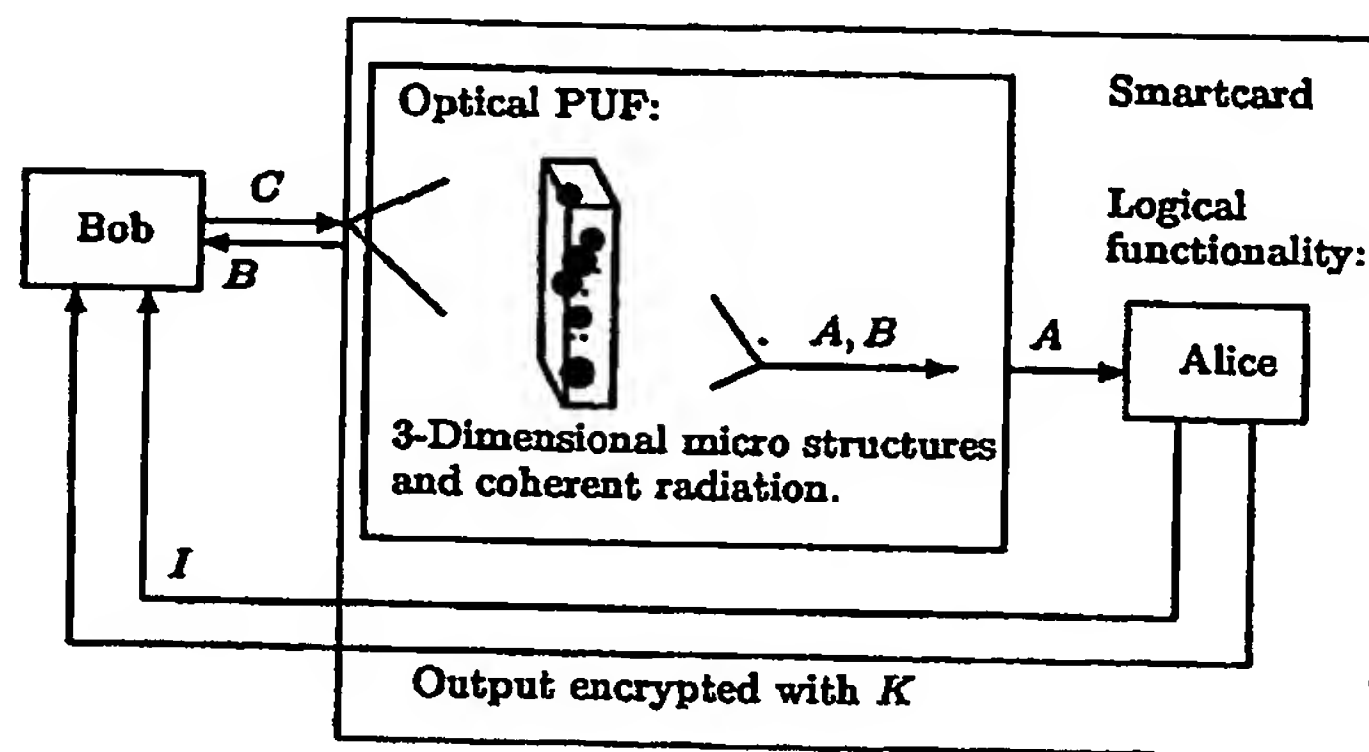 Optical PUF:
Smartcard
C
Bob
B
Logical
functionality:
A, B
A
Alice
3-Dimensional micro structures
and coherent radiation.
I
Output encrypted with K